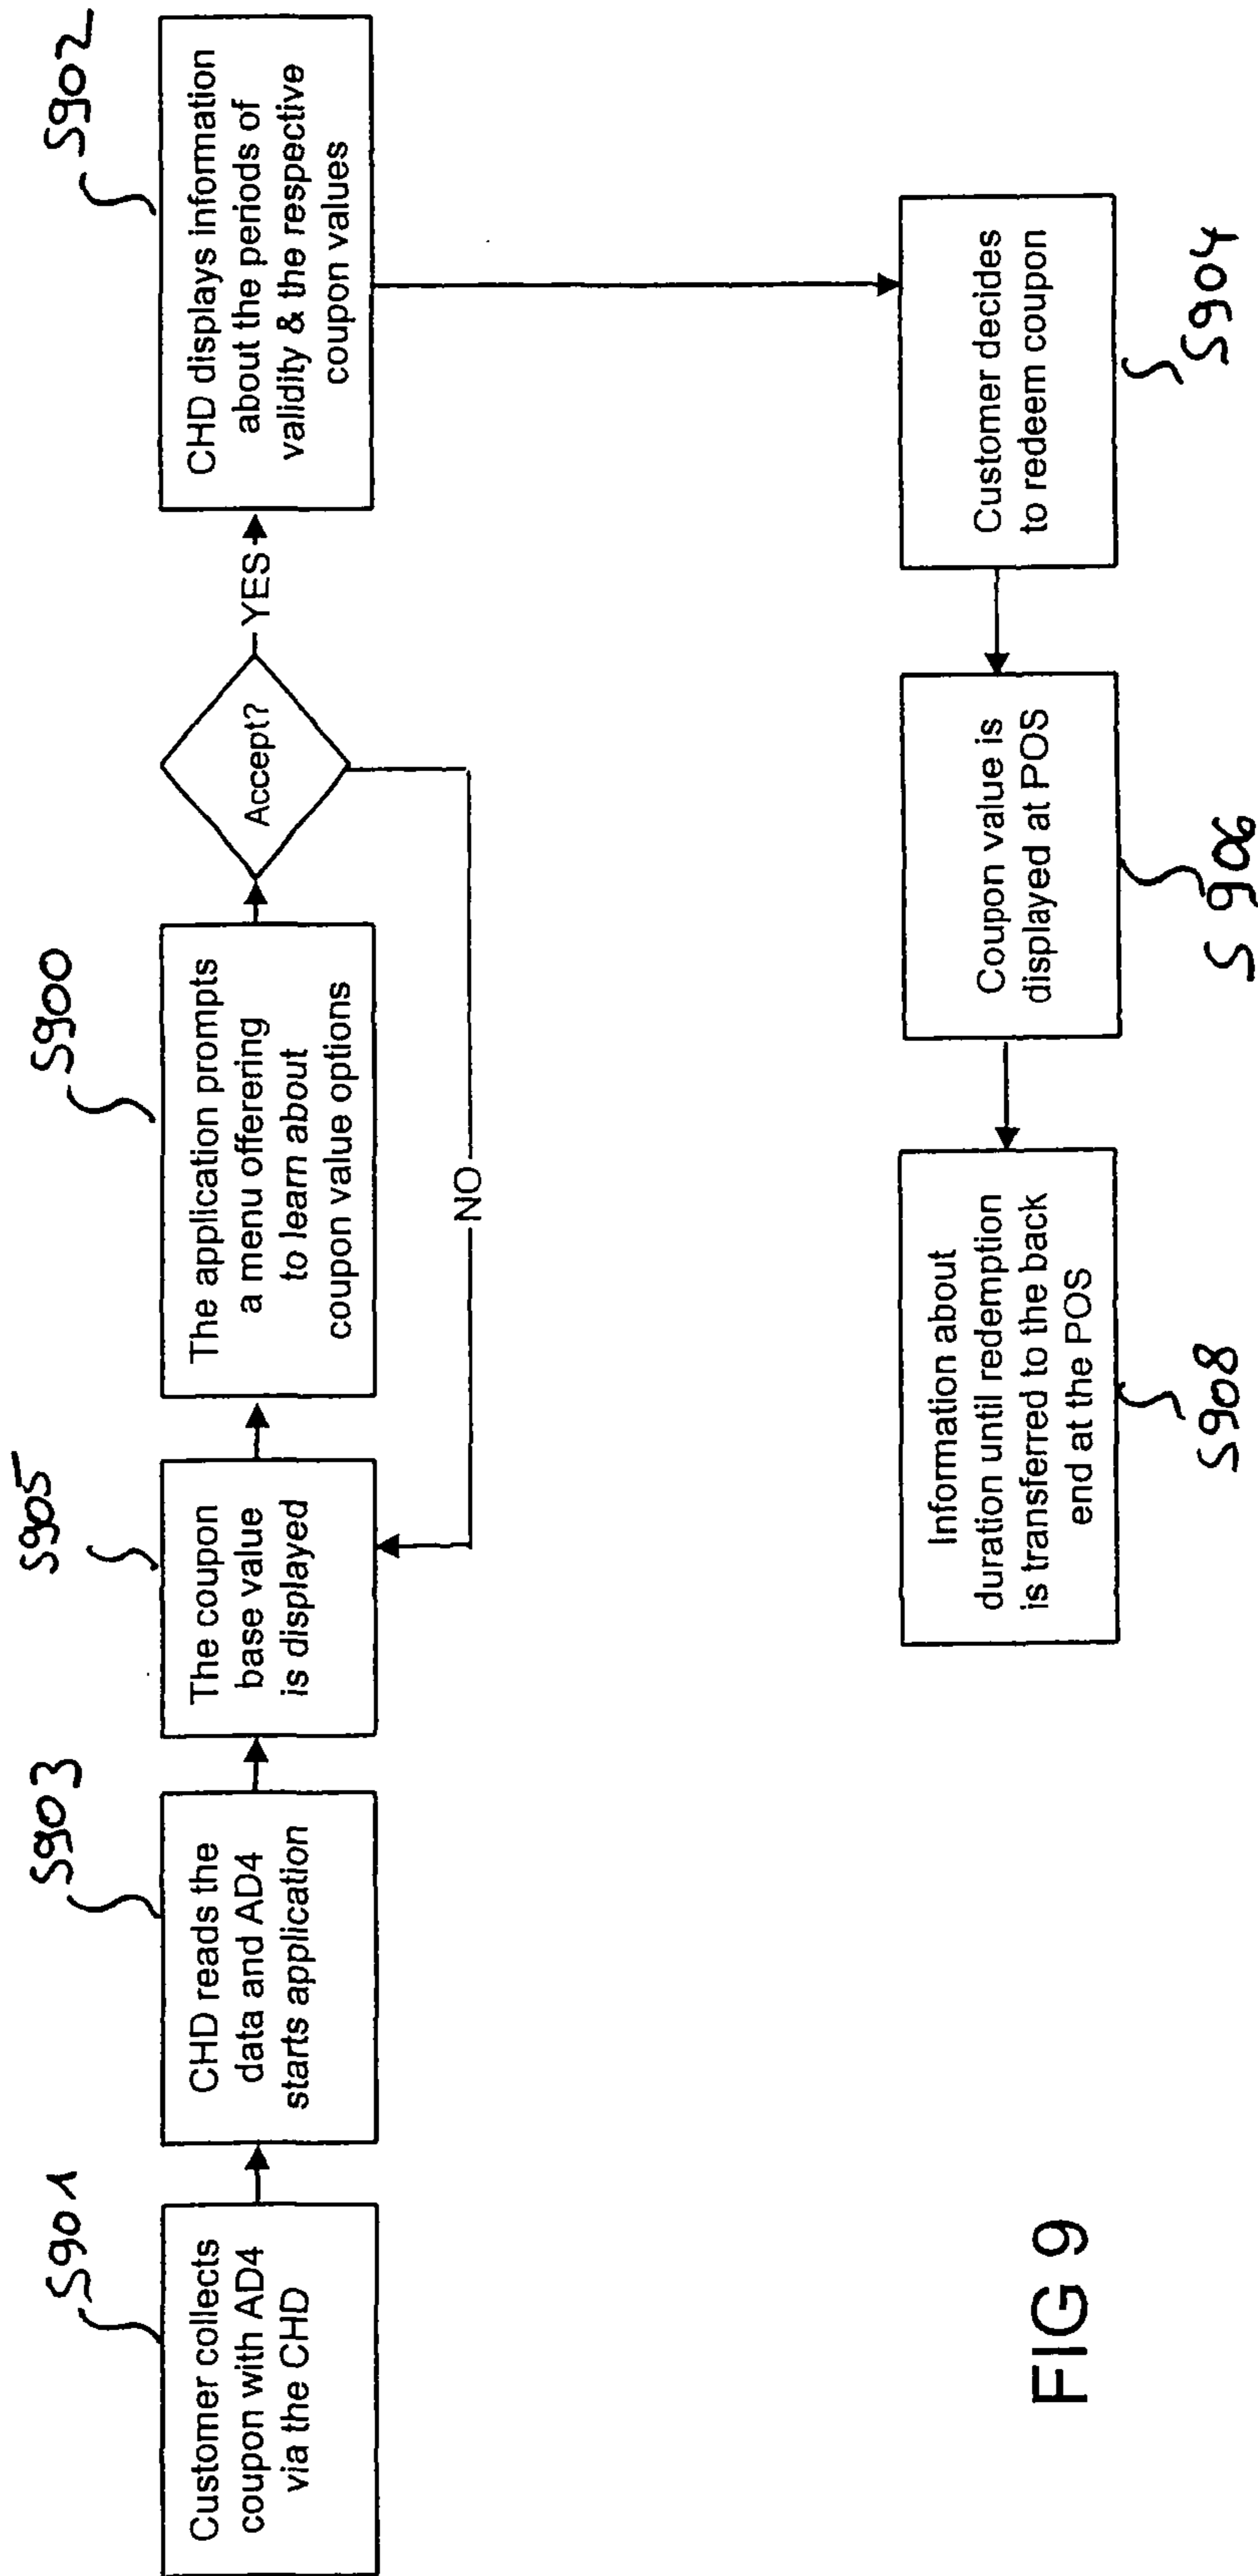 S901
Customer collects
coupon with AD4
via the CHD
S903
CHD reads the
data and AD4
starts application
S905
The coupon
base value
is displayed
S900
The application prompts
a menu offering
to learn about
coupon value options
Accept?
YES
NO
S902
CHD displays information
about the periods of
validity & the respective
coupon values
Customer decides
to redeem coupon
S904
Coupon value is
displayed at POS
S 906
Information about
duration until redemption
is transferred to the back
end at the POS
S908
FIG 9